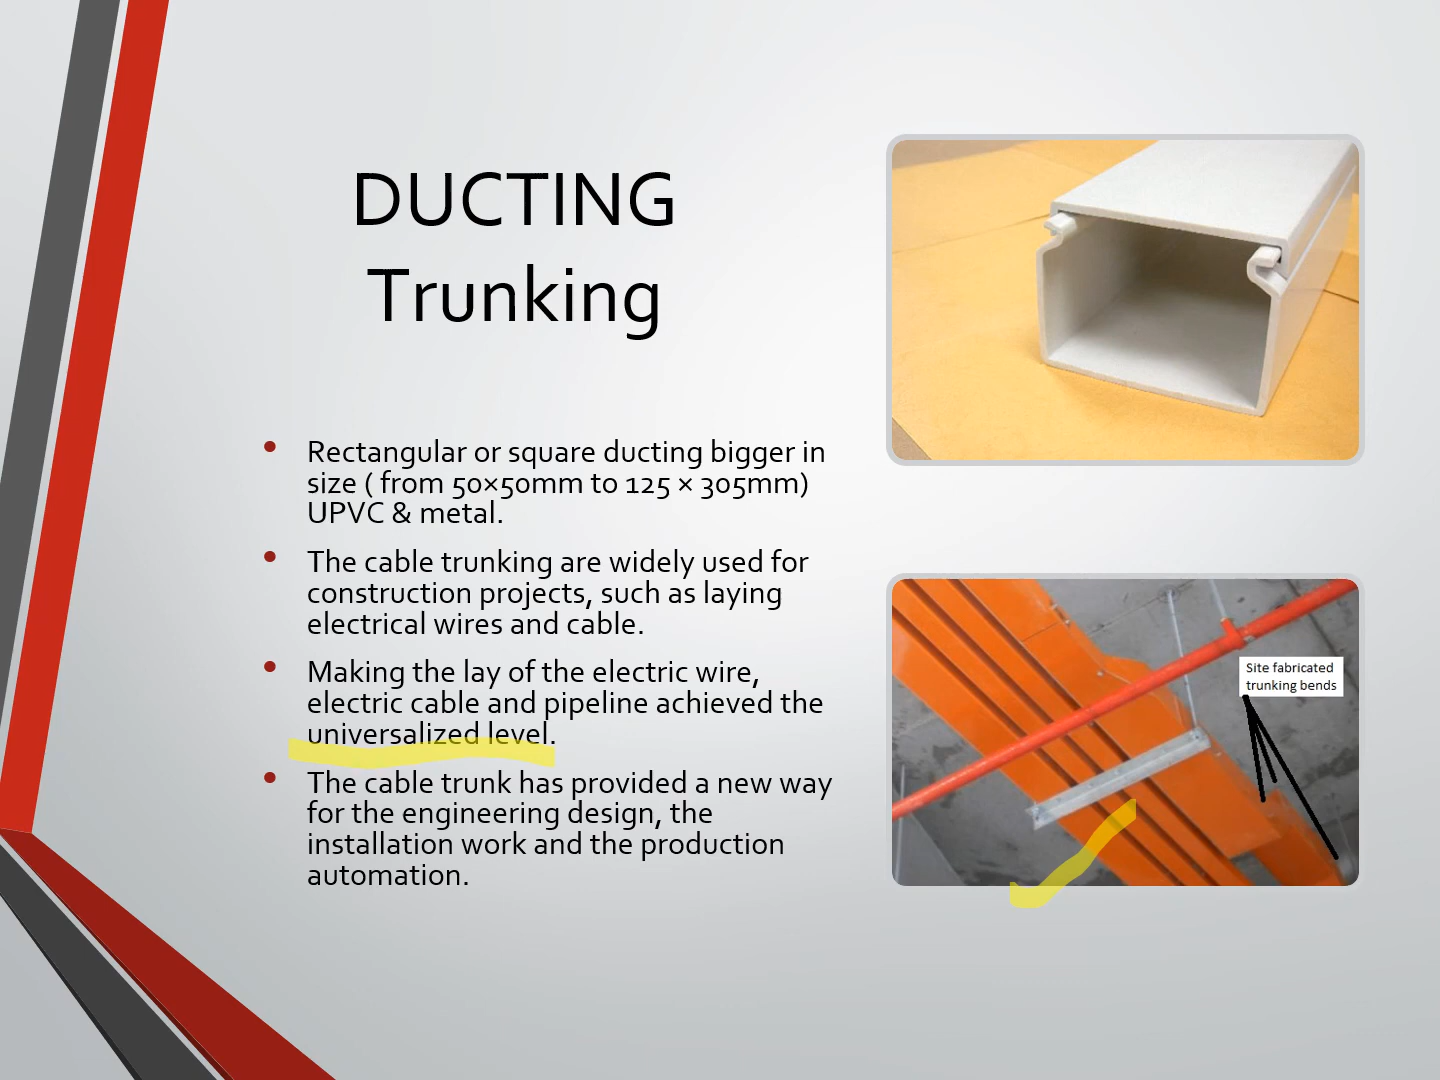 DUCTING
Trunking
• Rectangular or square ducting bigger in
size ( from 50×50mm to 125 × 305mm)
UPVC & metal.
• The cable trunking are widely used for
construction projects, such as laying
electrical wires and cable.
• Making the lay of the electric wire,
electric cable and pipeline achieved the
universalized level.
• The cable trunk has provided a new way
for the engineering design, the
installation work and the production
automation.
Site fabricated
trunking bends